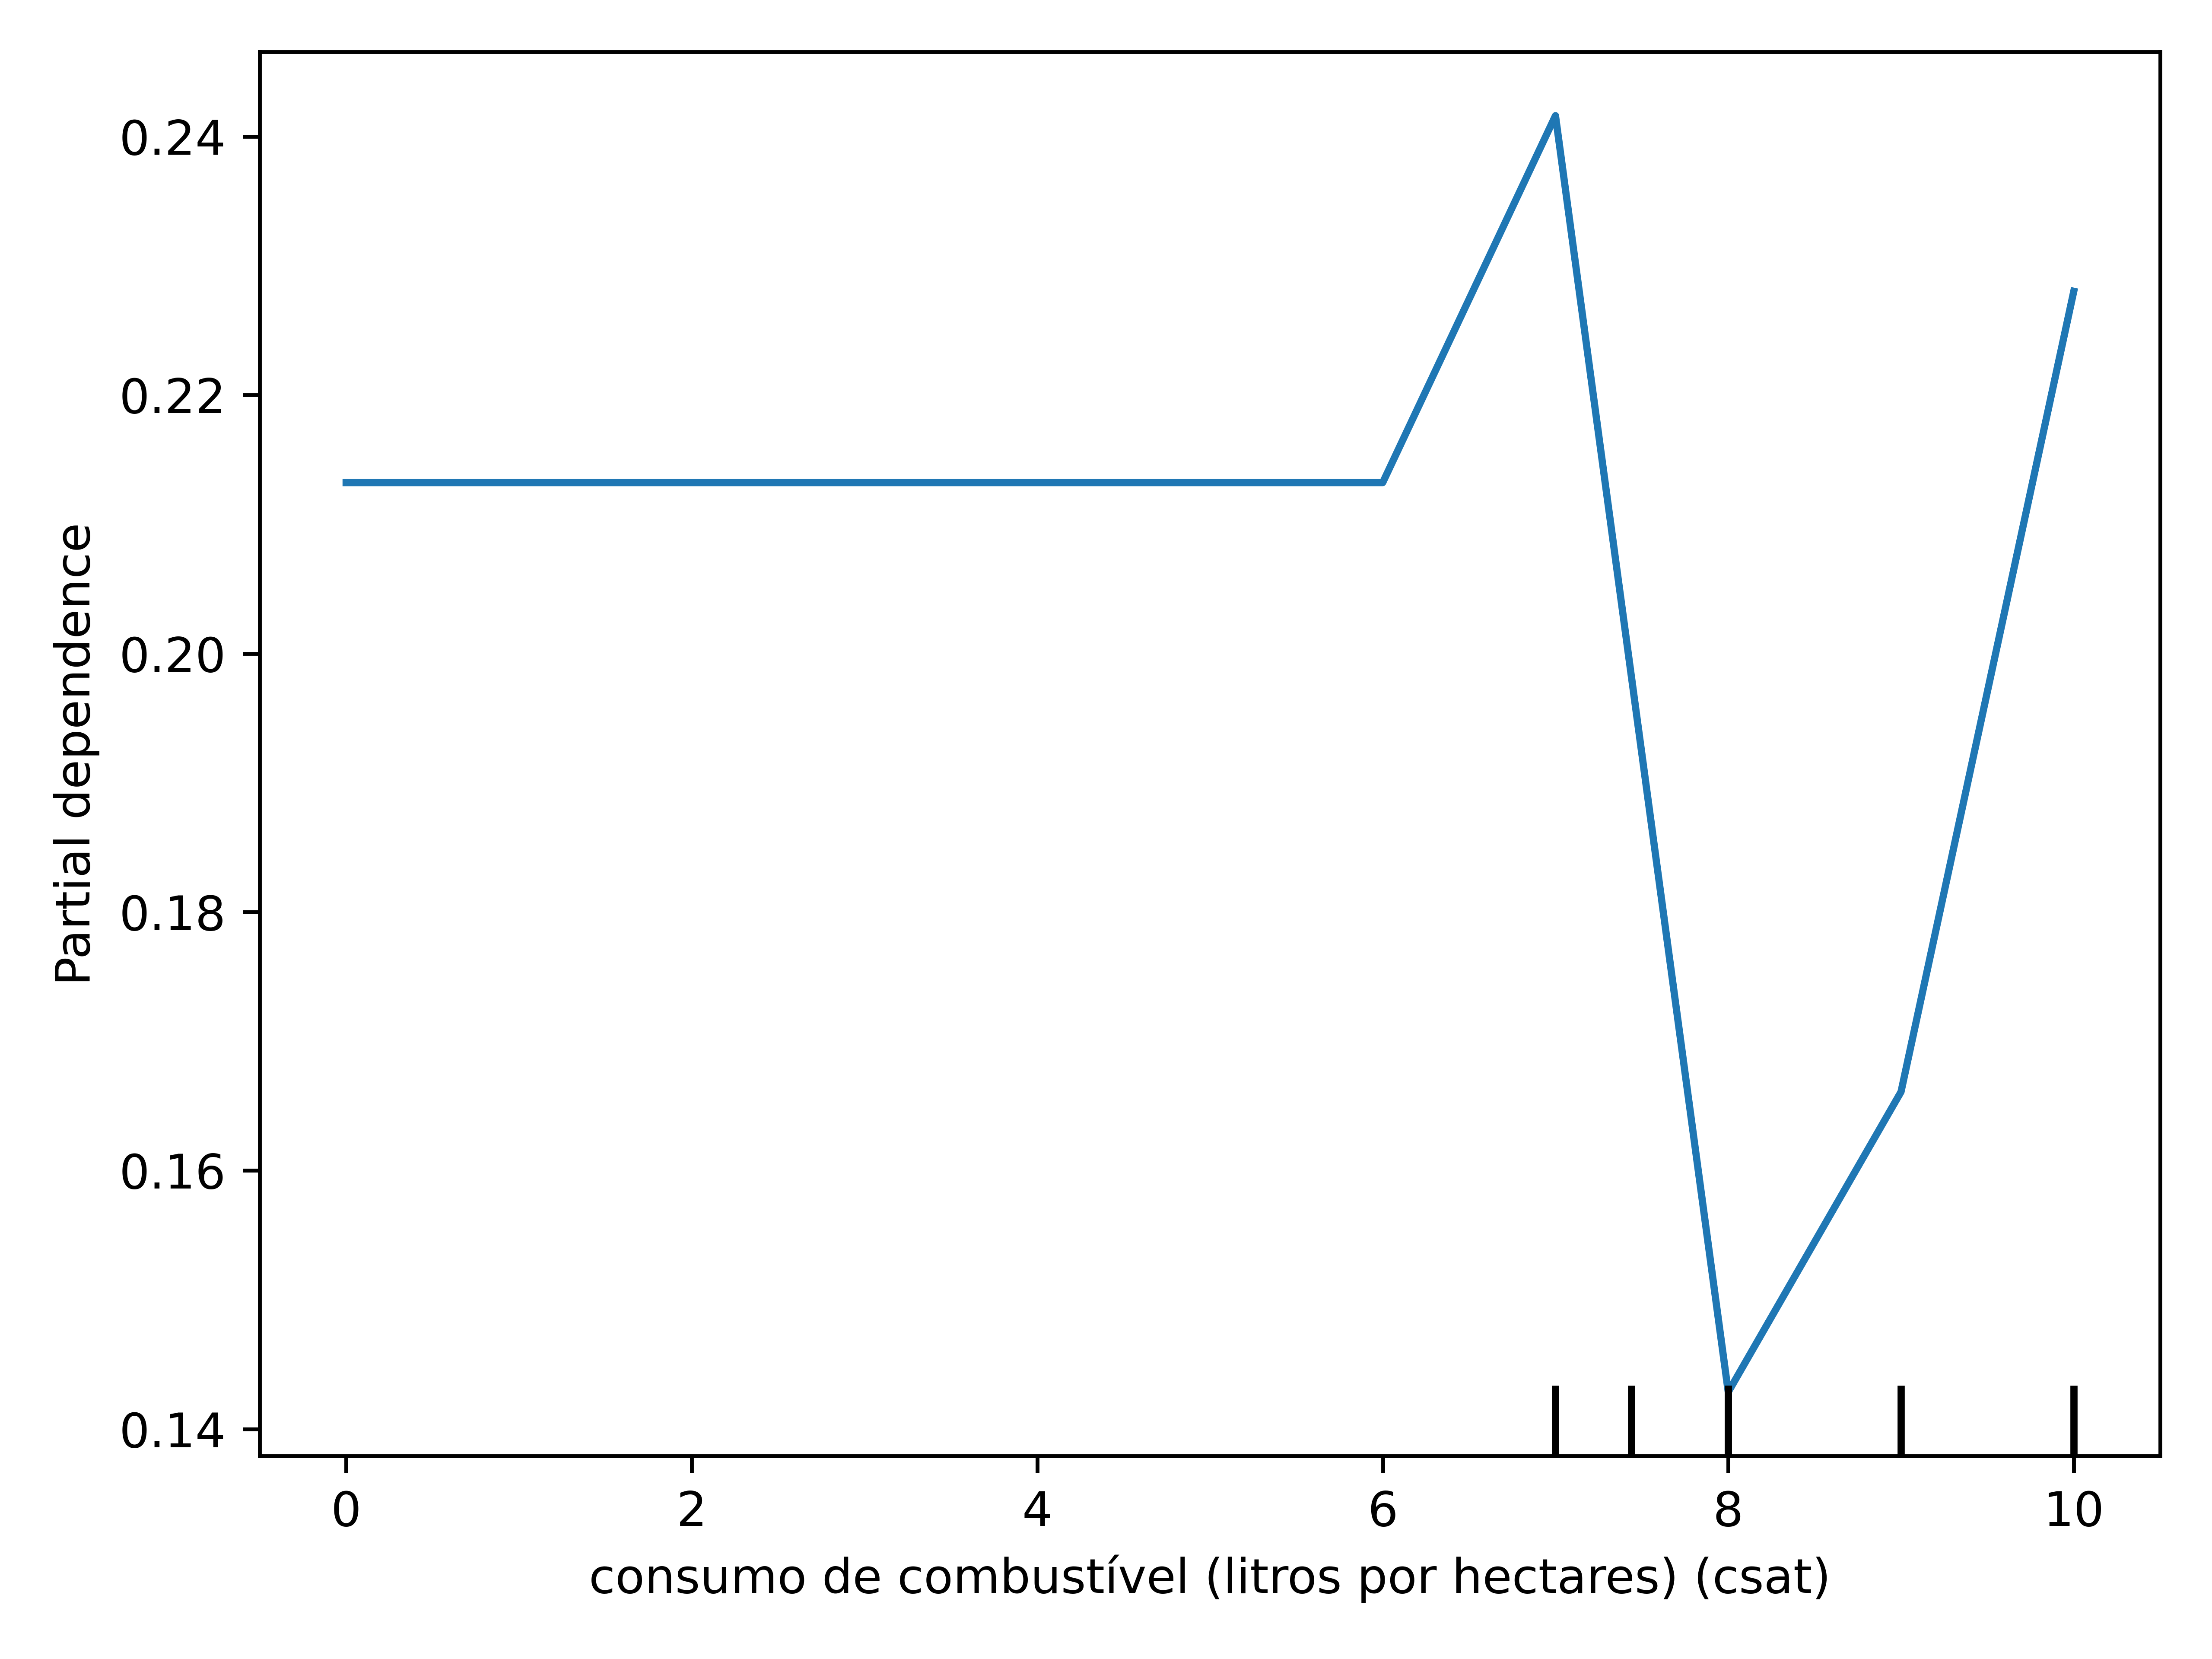 0.24
0.22
0.20
0.18
0.16
0.14
Partial dependence
0 2 4 6 8 10
consumo de combustível (litros por hectares) (csat)